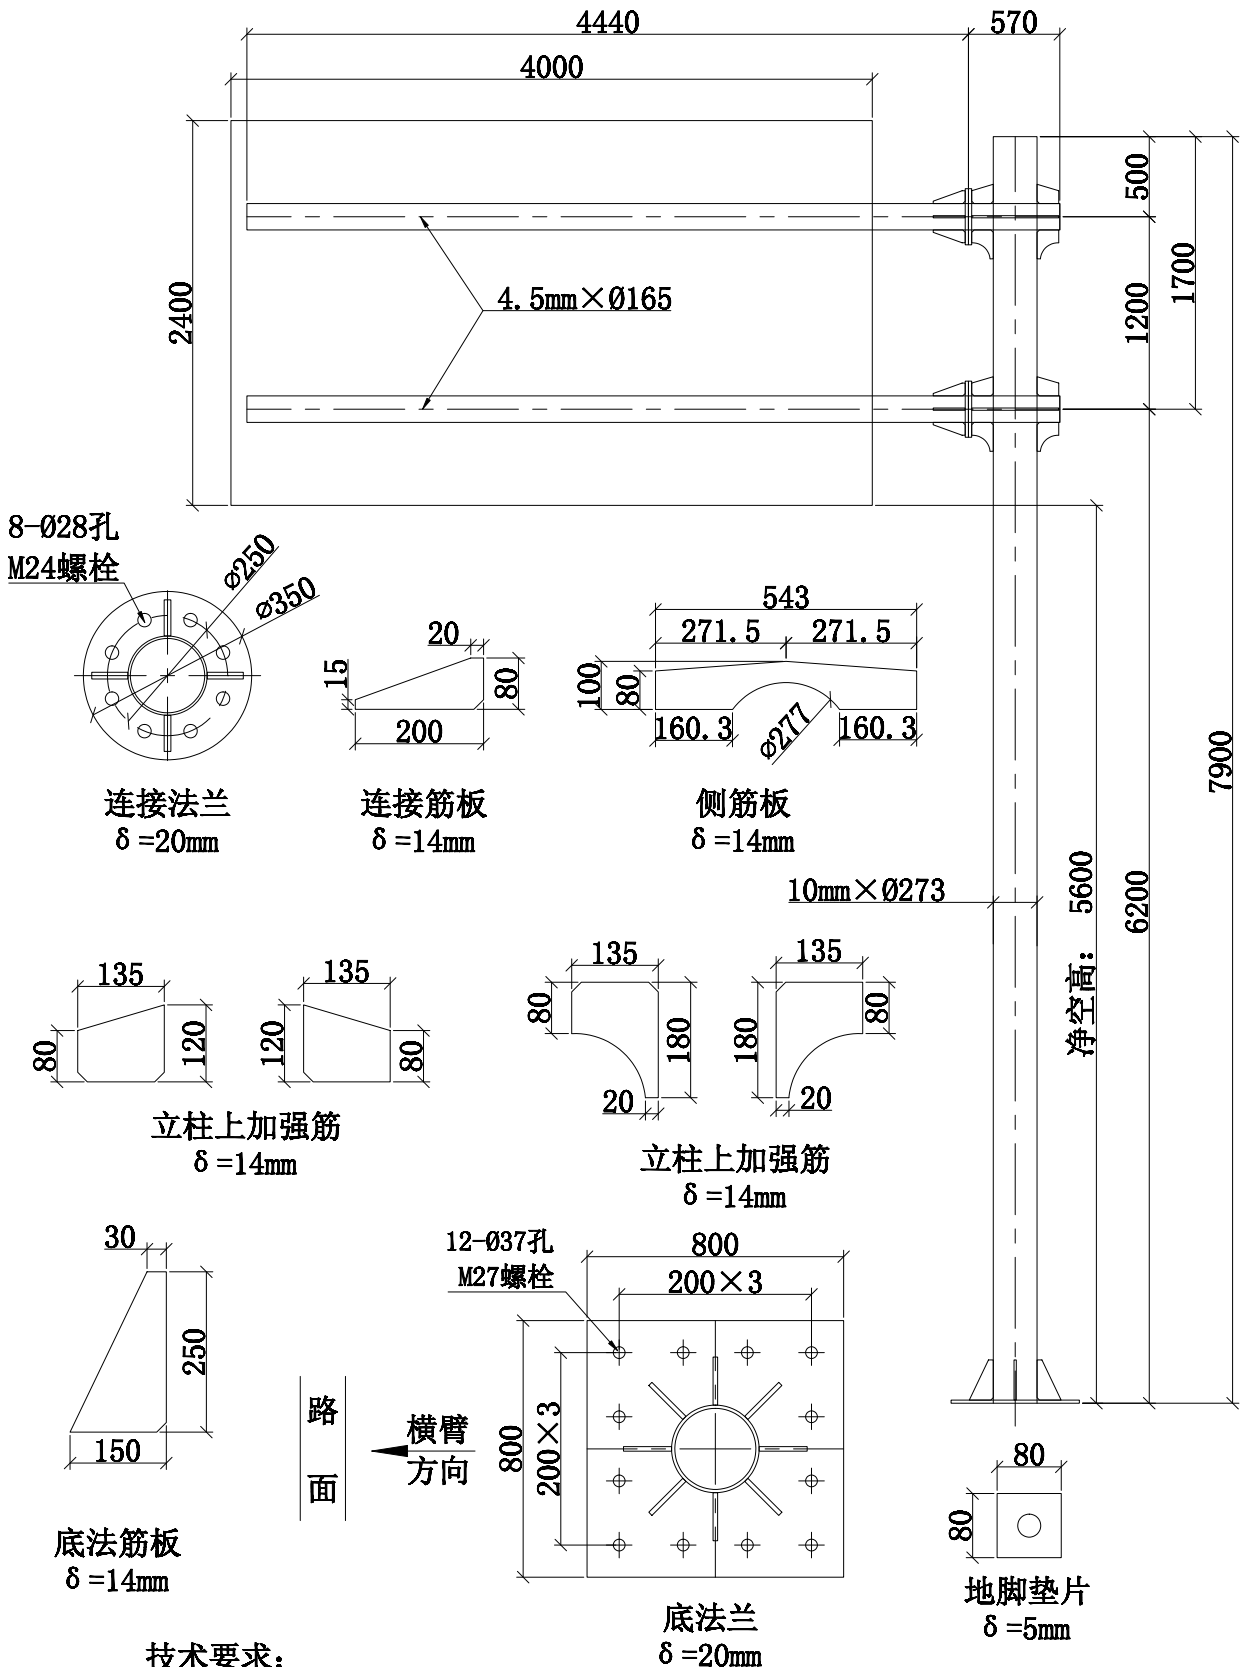 4440
570
4000
500
2400
1700
1200
4.5mm×Ø165
8-Ø28孔
M24螺栓
⌀250
⌀350
543
271.5
271.5
20
15
80
200
100
80
160.3
⌀277
160.3
7900
连接法兰
δ=20mm
连接筋板
δ=14mm
侧筋板
δ=14mm
10mm×Ø273
净空高: 5600
6200
135
80
120
135
120
80
135
80
180
20
135
180
80
20
立柱上加强筋
δ=14mm
立柱上加强筋
δ=14mm
30
250
150
12-Ø37孔
M27螺栓
800
200×3
800
200×3
路面
横臂
方向
80
80
底法筋板
δ=14mm
地脚垫片
δ=5mm
底法兰
δ=20mm
技术要求: